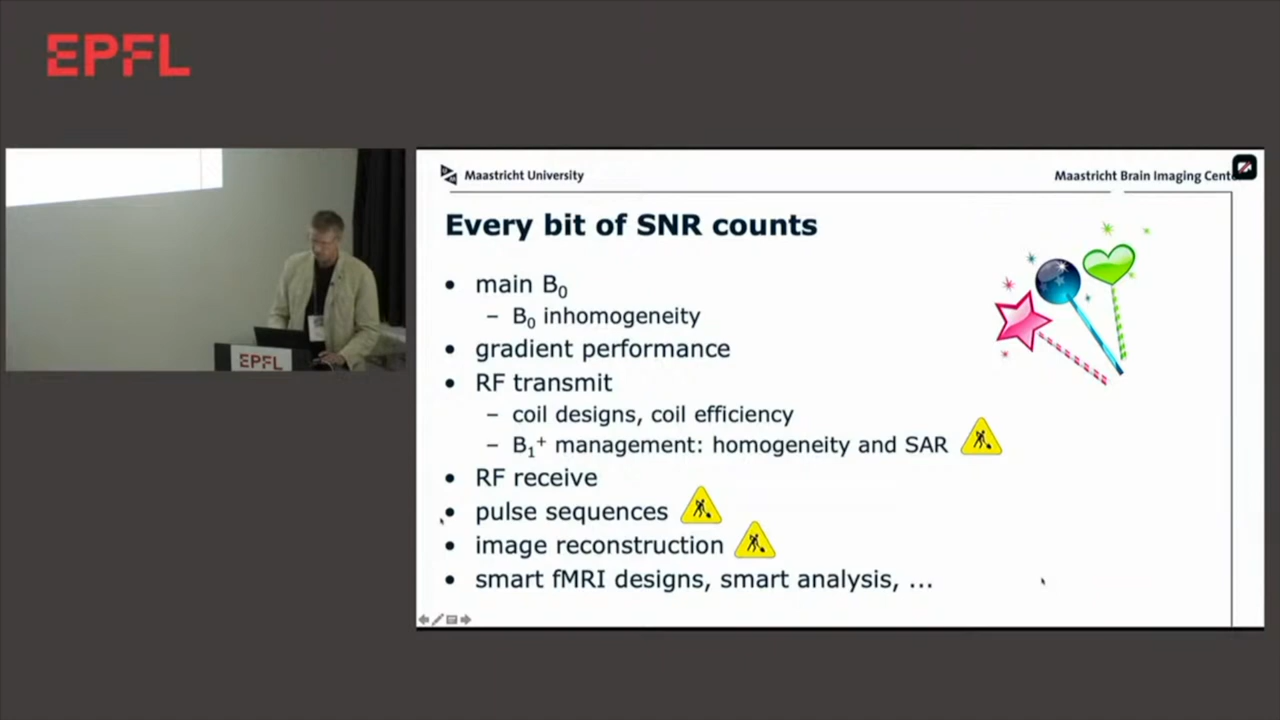 EPFL
Maastricht University
Maastricht Brain Imaging Cent
Every bit of SNR counts
• main B₀
– B₀ inhomogeneity
• gradient performance
• RF transmit
– coil designs, coil efficiency
– B₁⁺ management: homogeneity and SAR
• RF receive
• pulse sequences
• image reconstruction
• smart fMRI designs, smart analysis, ...
EPFL